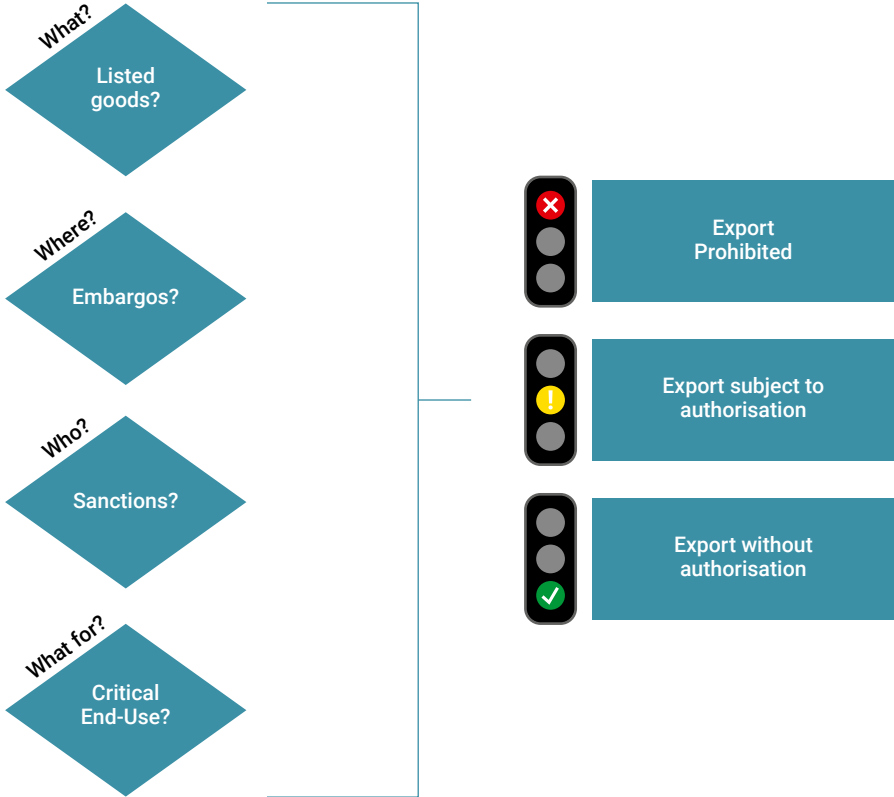 What?
Listed
goods?
Where?
Embargos?
Who?
Sanctions?
What for?
Critical
End-Use?
Export
Prohibited
!
Export subject to
authorisation
Export without
authorisation